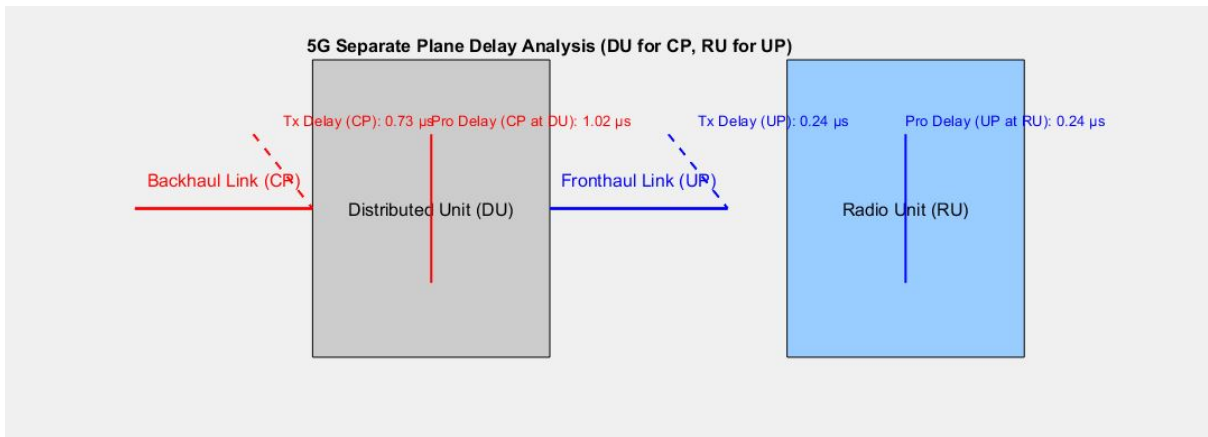 5G Separate Plane Delay Analysis (DU for CP, RU for UP)
Tx Delay (CP): 0.73 µs
Pro Delay (CP at DU): 1.02 µs
Tx Delay (UP): 0.24 µs
Pro Delay (UP at RU): 0.24 µs
Backhaul Link (CP)
Fronthaul Link (UP)
Distributed Unit (DU)
Radio Unit (RU)